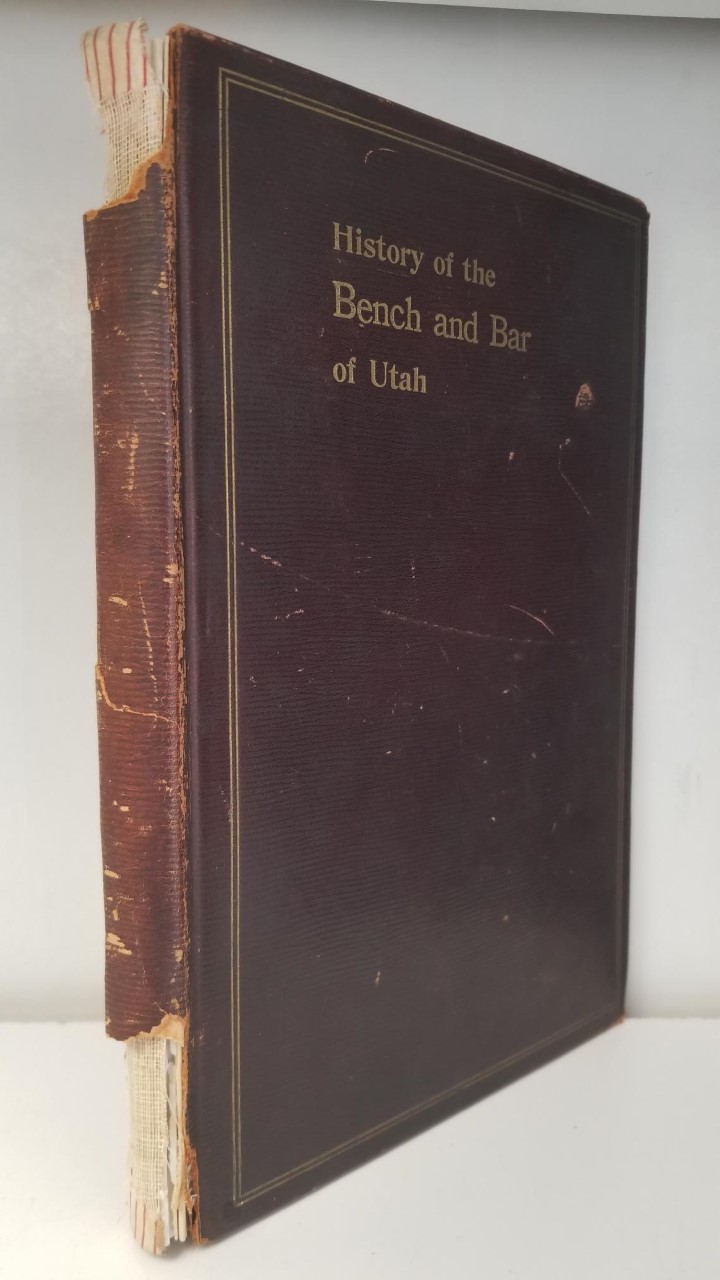 History of the
Bench and Bar
of Utah